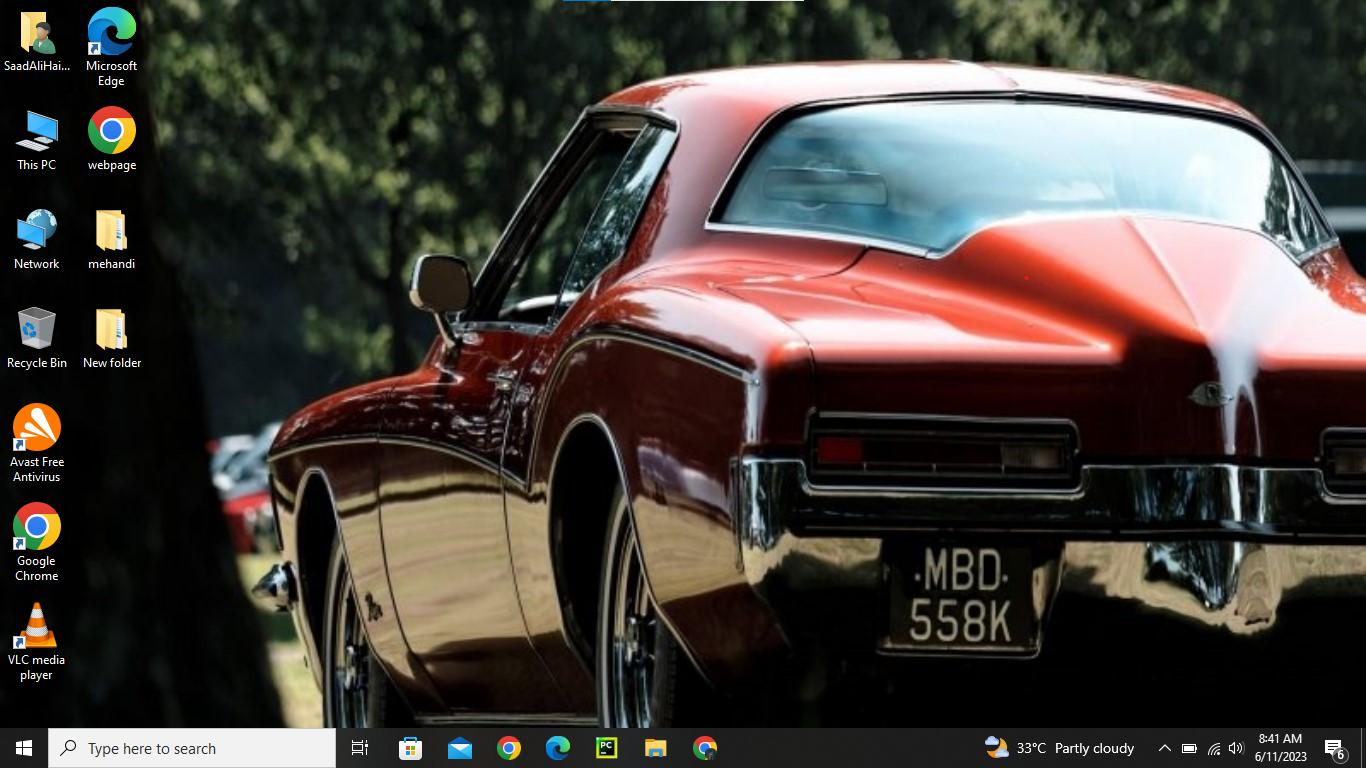 SaadAliHai...
Microsoft
Edge
This PC
webpage
Network
mehandi
Recycle Bin
New folder
Avast Free
Antivirus
Google
Chrome
VLC media
player
·MBD·
558K
Type here to search
PC
33°C Partly cloudy
8:41 AM
6/11/2023
6